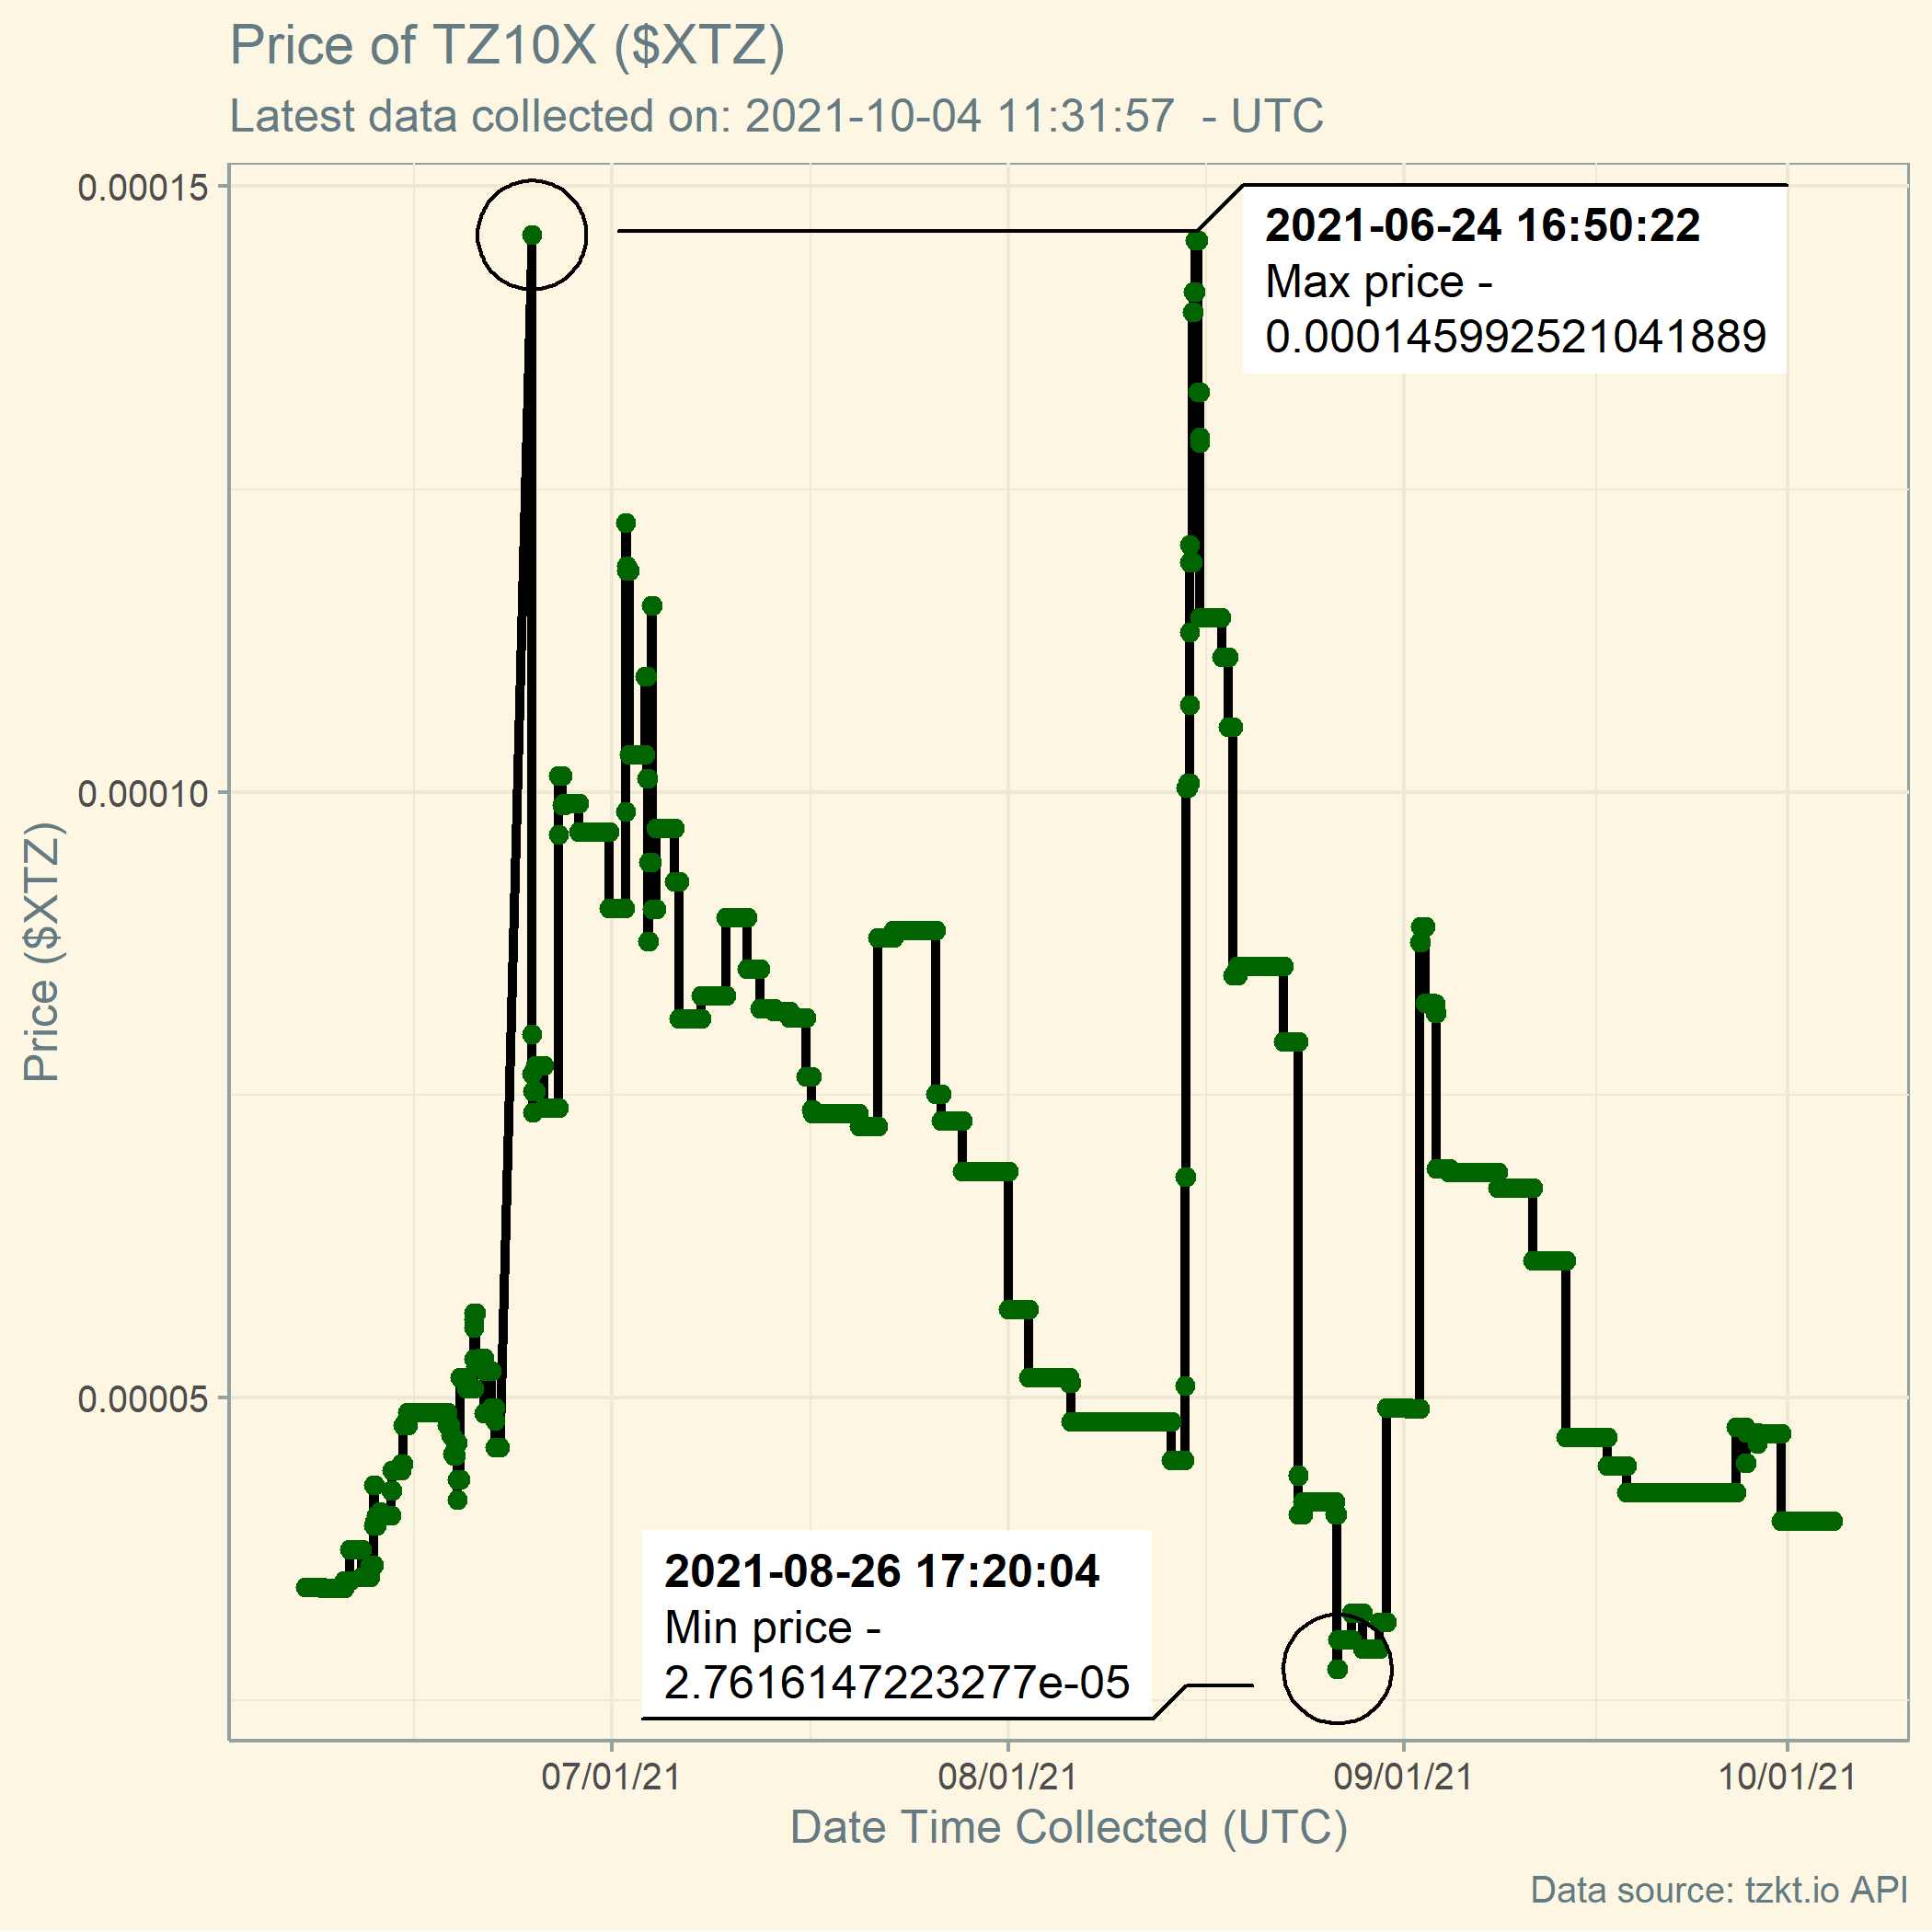 Price of TZ10X ($XTZ)
Latest data collected on: 2021-10-04 11:31:57  - UTC
0.00015
0.00010
0.00005
Price ($XTZ)
2021-06-24 16:50:22
Max price -
0.000145992521041889
2021-08-26 17:20:04
Min price -
2.7616147223277e-05
07/01/21
08/01/21
09/01/21
10/01/21
Date Time Collected (UTC)
Data source: tzkt.io API